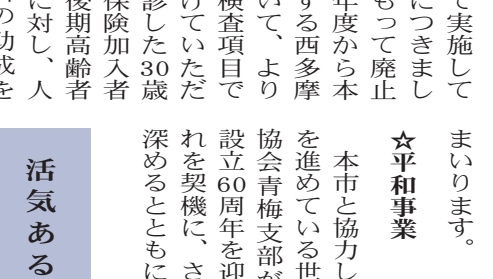 て実施して
につきまし
もって廃止
年度から本
する西多摩
いて、より
検査項目で
けていただ
診した30歳
保険加入者
後期高齢者
に対し、人
の助成を
まいります。
☆平和事業
本市と協力し
を進めている世
協会青梅支部が
設立60周年を迎
れを契機に、さ
深めるとともに
活気ある